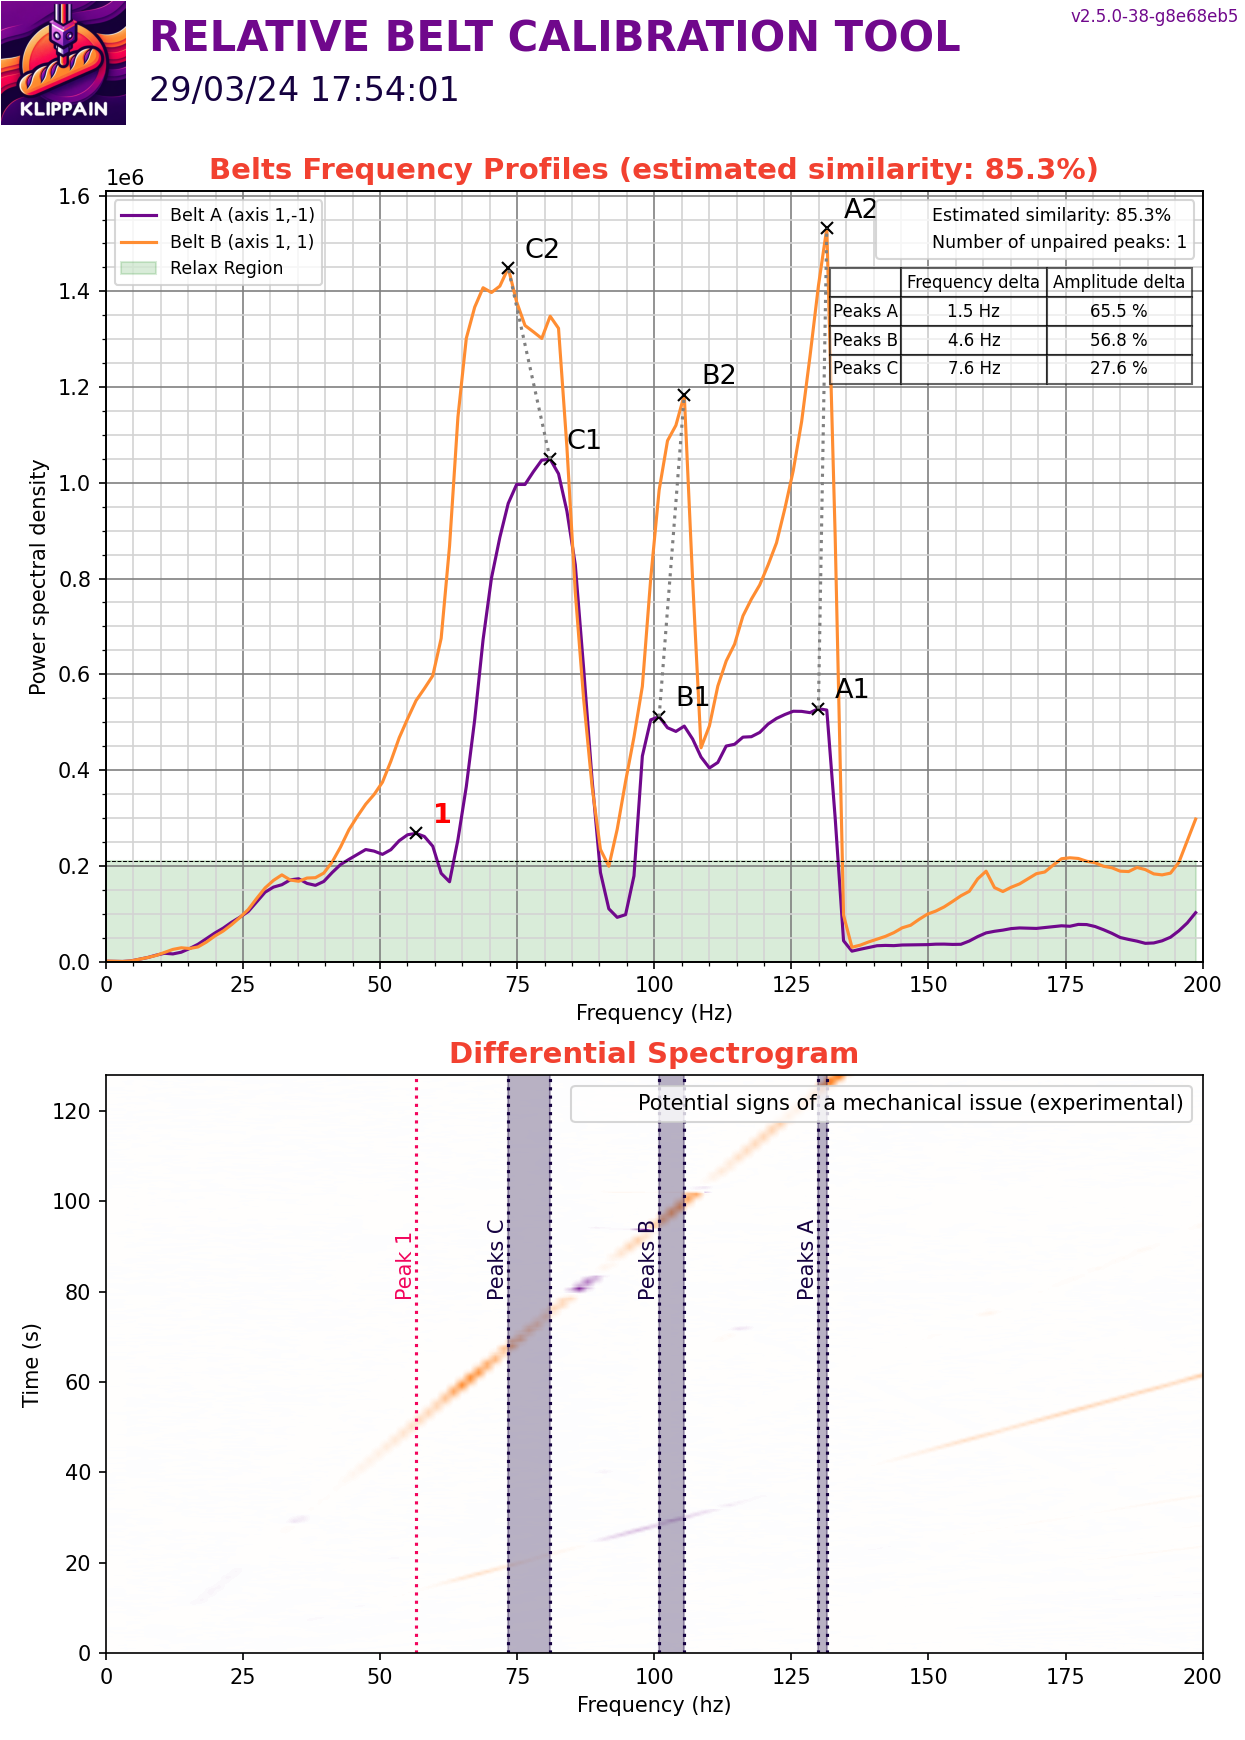 v2.5.0-38-g8e68eb5
RELATIVE BELT CALIBRATION TOOL
29/03/24 17:54:01
KLIPPAIN
Belts Frequency Profiles (estimated similarity: 85.3%)
1e6
Belt A (axis 1,-1)
Belt B (axis 1, 1)
Relax Region
Estimated similarity: 85.3%
Number of unpaired peaks: 1
Frequency delta Amplitude delta
Peaks A 1.5 Hz 65.5 %
Peaks B 4.6 Hz 56.8 %
Peaks C 7.6 Hz 27.6 %
A2
C2
B2
C1
B1
A1
1
1.6
1.4
1.2
1.0
0.8
0.6
0.4
0.2
0.0
Power spectral density
0 25 50 75 100 125 150 175 200
Frequency (Hz)
Differential Spectrogram
Potential signs of a mechanical issue (experimental)
Peak 1
Peaks C
Peaks B
Peaks A
120
100
80
60
40
20
0
Time (s)
0 25 50 75 100 125 150 175 200
Frequency (hz)